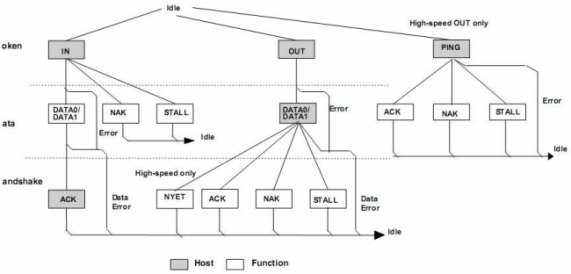 Idle
High-speed OUT only
oken
IN
OUT
PING
ata
DATA0/
DATA1
NAK
STALL
Error
Idle
DATA0/
DATA1
Error
ACK
NAK
STALL
Error
Idle
andshake
High-speed only
ACK
Data
Error
NYET
ACK
NAK
STALL
Data
Error
Idle
Host
Function